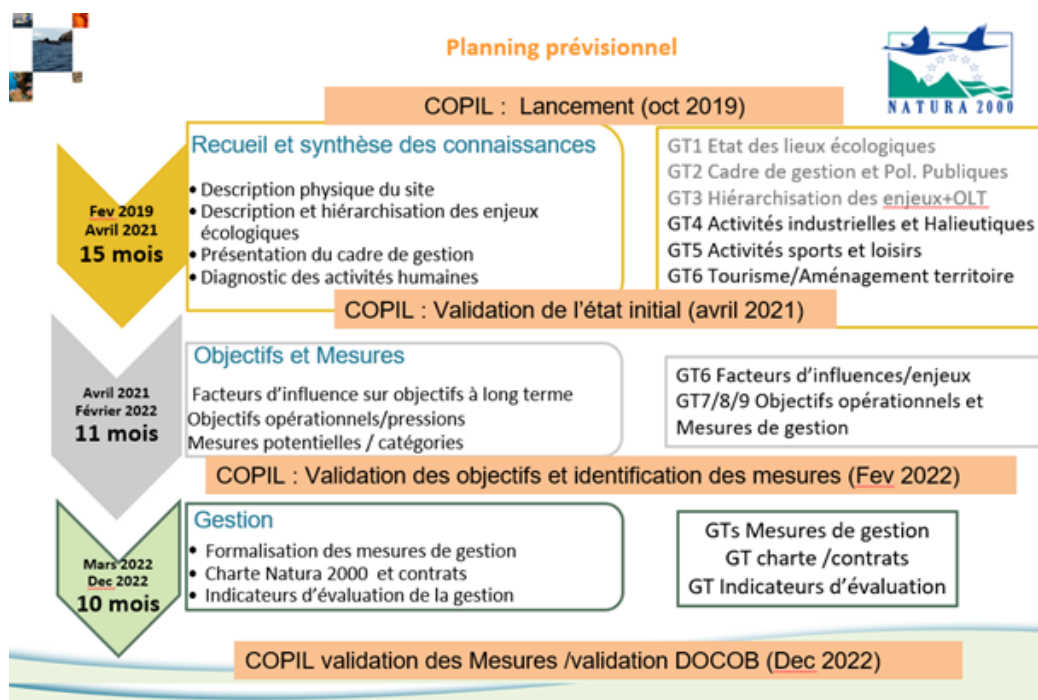 Planning prévisionnel
NATURA 2000
COPIL : Lancement (oct 2019)
Fev 2019
Avril 2021
15 mois
Recueil et synthèse des connaissances
• Description physique du site
• Description et hiérarchisation des enjeux
écologiques
• Présentation du cadre de gestion
• Diagnostic des activités humaines
GT1 Etat des lieux écologiques
GT2 Cadre de gestion et Pol. Publiques
GT3 Hiérarchisation des enjeux+OLT
GT4 Activités industrielles et Halieutiques
GT5 Activités sports et loisirs
GT6 Tourisme/Aménagement territoire
COPIL : Validation de l'état initial (avril 2021)
Avril 2021
Février 2022
11 mois
Objectifs et Mesures
Facteurs d'influence sur objectifs à long terme
Objectifs opérationnels/pressions
Mesures potentielles / catégories
GT6 Facteurs d'influences/enjeux
GT7/8/9 Objectifs opérationnels et
Mesures de gestion
COPIL : Validation des objectifs et identification des mesures (Fev 2022)
Mars 2022
Dec 2022
10 mois
Gestion
• Formalisation des mesures de gestion
• Charte Natura 2000 et contrats
• Indicateurs d'évaluation de la gestion
GTs Mesures de gestion
GT charte /contrats
GT Indicateurs d'évaluation
COPIL validation des Mesures /validation DOCOB (Dec 2022)